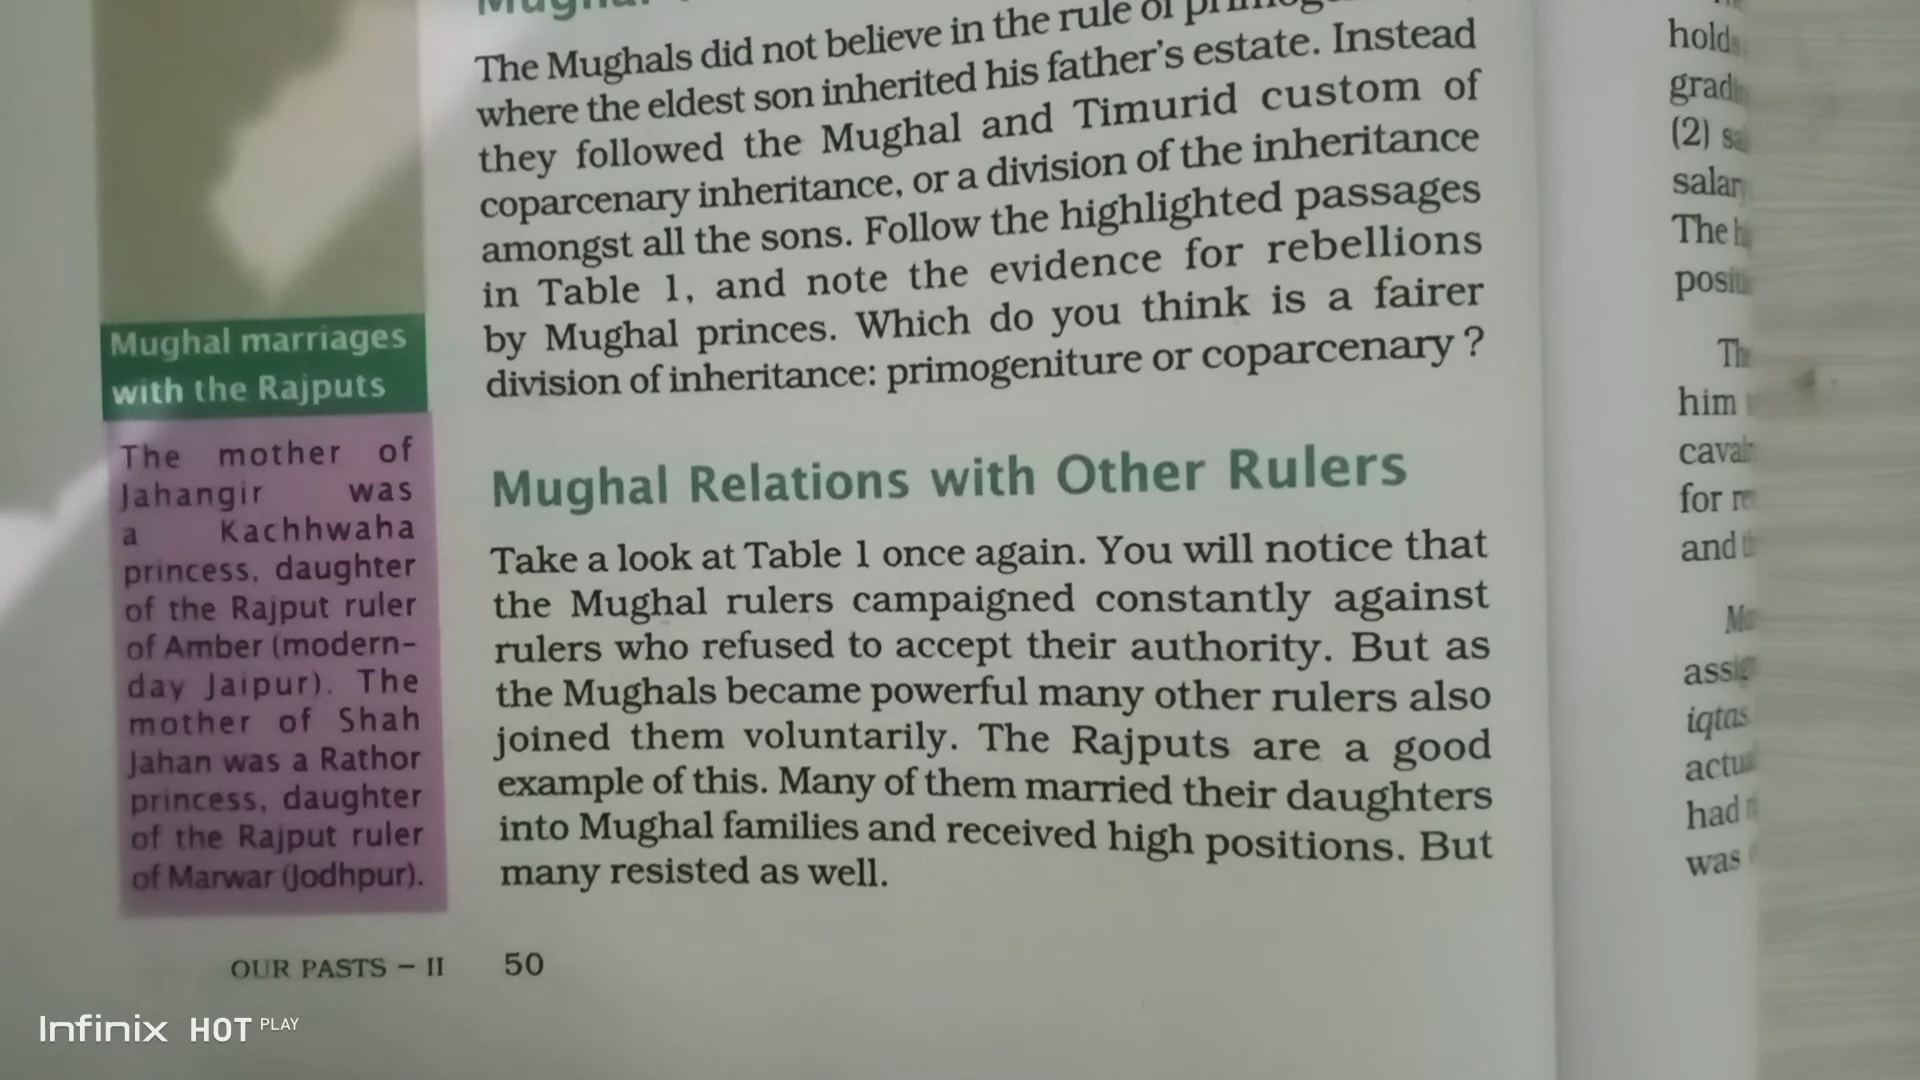 Mughal
The Mughals did not believe in the rule of
where the eldest son inherited his father's estate. Instead
they followed the Mughal and Timurid custom of
coparcenary inheritance, or a division of the inheritance
amongst all the sons. Follow the highlighted passages
in Table 1, and note the evidence for rebellions
by Mughal princes. Which do you think is a fairer
division of inheritance: primogeniture or coparcenary ?
Mughal marriages
with the Rajputs
The mother of
Jahangir was
a Kachhwaha
princess, daughter
of the Rajput ruler
of Amber (modern-
day Jaipur). The
mother of Shah
Jahan was a Rathor
princess, daughter
of the Rajput ruler
of Marwar (Jodhpur).
Mughal Relations with Other Rulers
Take a look at Table 1 once again. You will notice that
the Mughal rulers campaigned constantly against
rulers who refused to accept their authority. But as
the Mughals became powerful many other rulers also
joined them voluntarily. The Rajputs are a good
example of this. Many of them married their daughters
into Mughal families and received high positions. But
many resisted as well.
OUR PASTS – II 50
(2)
The
him
for
and
iqtas
had
was
Infinix HOT PLAY